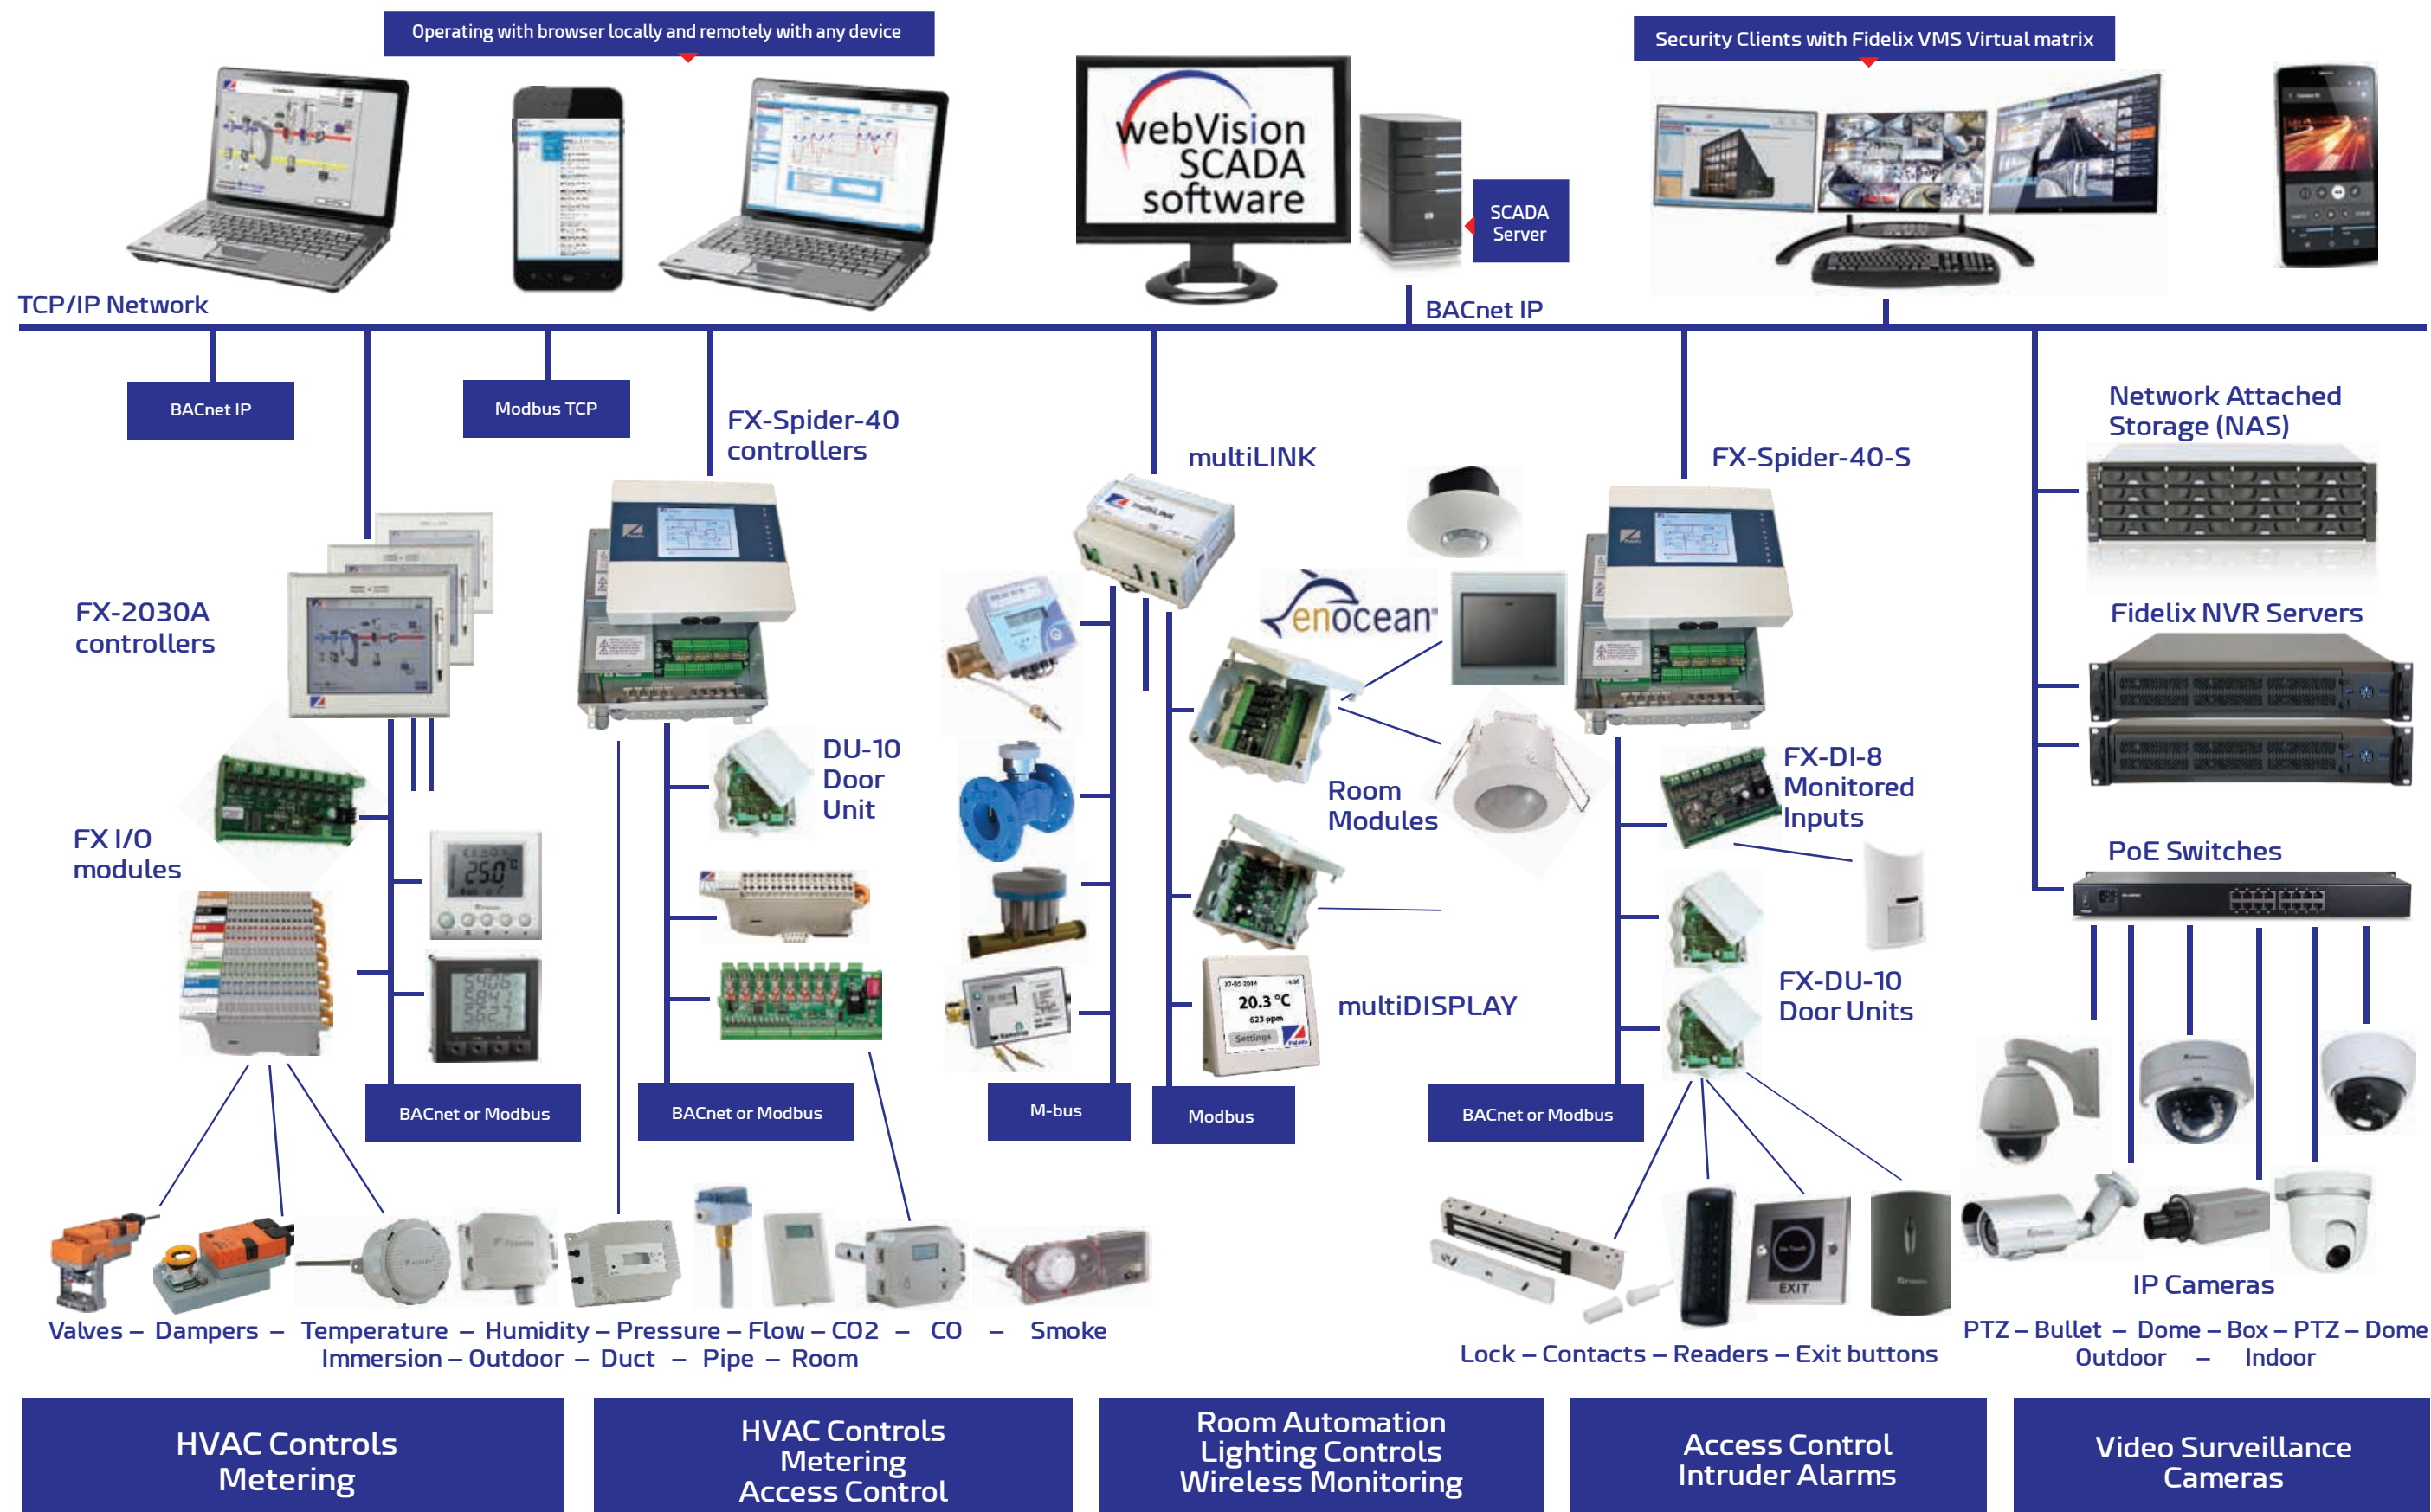 Operating with browser locally and remotely with any device
Security Clients with Fidelix VMS Virtual matrix
webVision
SCADA
software
SCADA
Server
TCP/IP Network
BACnet IP
BACnet IP
Modbus TCP
FX-Spider-40
controllers
multiLINK
FX-Spider-40-S
Network Attached
Storage (NAS)
multiLINK
enocean
FX-2030A
controllers
Fidelix NVR Servers
DU-10
Door
Unit
FX-DI-8
Monitored
Inputs
Room
Modules
FX I/O
modules
25.0 °C
PoE Switches
FX-DU-10
Door Units
multiDISPLAY
20.3 °C
623 ppm
Settings
Fidelix
BACnet or Modbus
BACnet or Modbus
M-bus
Modbus
BACnet or Modbus
No Touch
EXIT
IP Cameras
Valves – Dampers – Temperature – Humidity – Pressure – Flow – CO2 – CO – Smoke
Immersion – Outdoor – Duct – Pipe – Room
Lock – Contacts – Readers – Exit buttons
PTZ – Bullet – Dome – Box – PTZ – Dome
Outdoor – Indoor
HVAC Controls
Metering
HVAC Controls
Metering
Access Control
Room Automation
Lighting Controls
Wireless Monitoring
Access Control
Intruder Alarms
Video Surveillance
Cameras